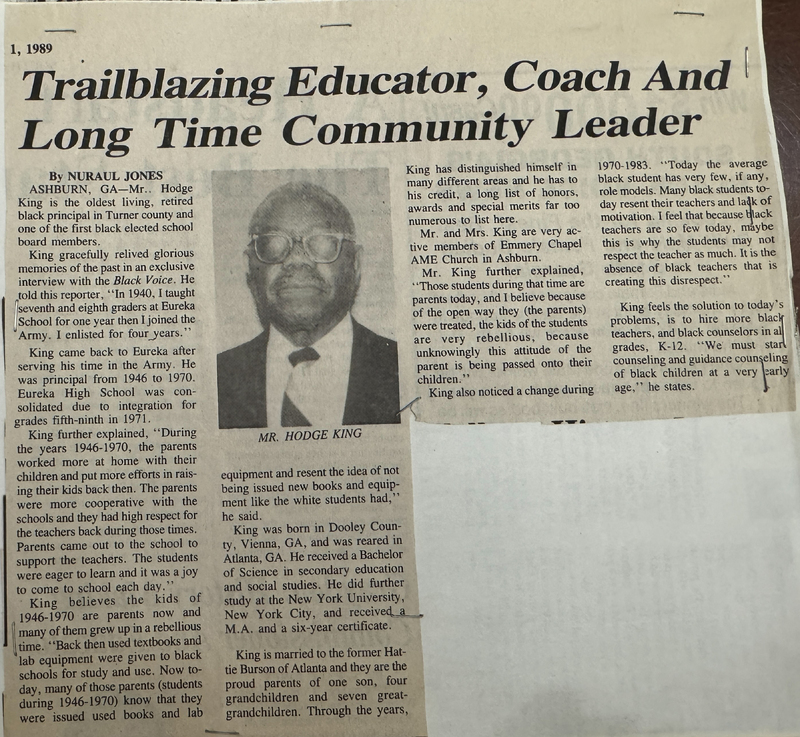 1, 1989
Trailblazing Educator, Coach And
Long Time Community Leader
By NURAUL JONES
ASHBURN, GA—Mr.. Hodge
King is the oldest living, retired
black principal in Turner county and
one of the first black elected school
board members.
King gracefully relived glorious
memories of the past in an exclusive
interview with the Black Voice. He
told this reporter, "In 1940, I taught
seventh and eighth graders at Eureka
School for one year then I joined the
Army. I enlisted for four years."
King came back to Eureka after
serving his time in the Army. He
was principal from 1946 to 1970.
Eureka High School was con-
solidated due to integration for
grades fifth-ninth in 1971.
King further explained, "During
the years 1946-1970, the parents
worked more at home with their
children and put more efforts in rais-
ing their kids back then. The parents
were more cooperative with the
schools and they had high respect for
the teachers back during those times.
Parents came out to the school to
support the teachers. The students
were eager to learn and it was a joy
to come to school each day."
King believes the kids of
1946-1970 are parents now and
many of them grew up in a rebellious
time. "Back then used textbooks and
lab equipment were given to black
schools for study and use. Now to-
day, many of those parents (students
during 1946-1970) know that they
were issued used books and lab
MR. HODGE KING
equipment and resent the idea of not
being issued new books and equip-
ment like the white students had,"
he said.
King was born in Dooley Coun-
ty, Vienna, GA, and was reared in
Atlanta, GA. He received a Bachelor
of Science in secondary education
and social studies. He did further
study at the New York University,
New York City, and received a
M.A. and a six-year certificate.
King is married to the former Hat-
tie Burson of Atlanta and they are the
proud parents of one son, four
grandchildren and seven great-
grandchildren. Through the years,
King has distinguished himself in
many different areas and he has to
his credit, a long list of honors,
awards and special merits far too
numerous to list here.
Mr. and Mrs. King are very ac-
tive members of Emmery Chapel
AME Church in Ashburn.
Mr. King further explained,
"Those students during that time are
parents today, and I believe because
of the open way they (the parents)
were treated, the kids of the students
are very rebellious, because
unknowingly this attitude of the
parent is being passed onto their
children."
King also noticed a change during
1970-1983. "Today the average
black student has very few, if any,
role models. Many black students to-
day resent their teachers and lack of
motivation. I feel that because black
teachers are so few today, maybe
this is why the students may not
respect the teacher as much. It is the
absence of black teachers that is
creating this disrespect."
King feels the solution to today's
problems, is to hire more black
teachers, and black counselors in all
grades, K-12. "We must start
counseling and guidance counseling
of black children at a very early
age," he states.